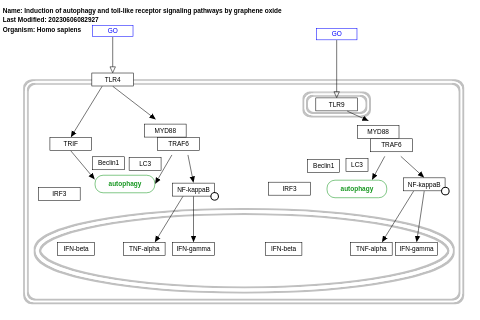 Name: Induction of autophagy and toll-like receptor signaling pathways by graphene oxide
Last Modified: 20230606082927
Organism: Homo sapiens
GO
GO
TLR4
TLR9
MYD88
MYD88
TRIF
TRAF6
TRAF6
Beclin1
LC3
Beclin1
LC3
autophagy
NF-kappaB
IRF3
IRF3
autophagy
NF-kappaB
IFN-beta
TNF-alpha
IFN-gamma
IFN-beta
TNF-alpha
IFN-gamma